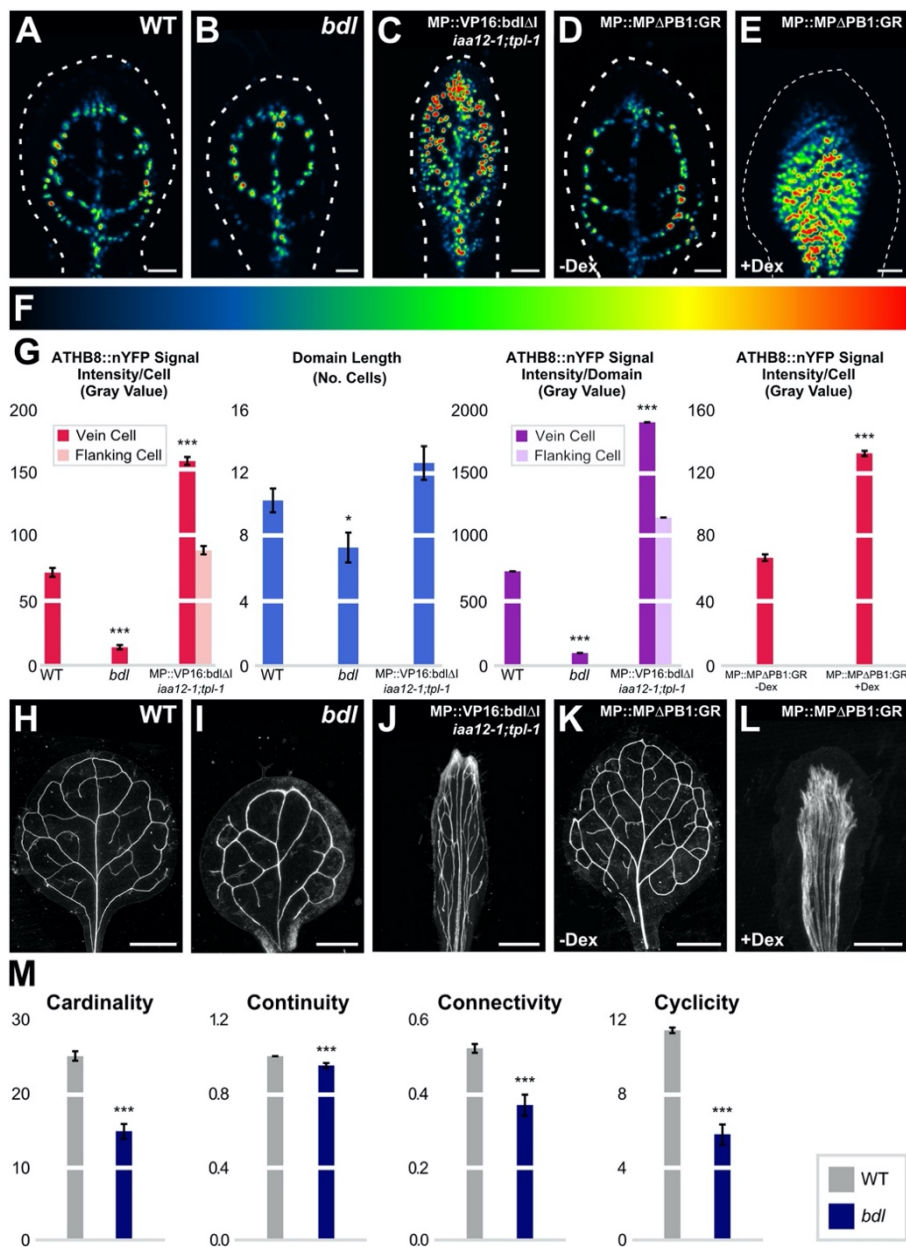 A WT
B bdl
C MP::VP16:bdlΔI
iaa12-1;tpl-1
D MP::MPΔPB1:GR
-Dex
E MP::MPΔPB1:GR
+Dex
F
G
ATHB8::nYFP Signal
Intensity/Cell
(Gray Value)
200
150
100
50
0
Vein Cell
Flanking Cell
***
***
WT
bdl
MP::VP16:bdlΔI
iaa12-1;tpl-1
Domain Length
(No. Cells)
16
12
8
4
0
*
WT
bdl
MP::VP16:bdlΔI
iaa12-1;tpl-1
ATHB8::nYFP Signal
Intensity/Domain
(Gray Value)
2000
1500
1000
500
0
Vein Cell
Flanking Cell
***
***
WT
bdl
MP::VP16:bdlΔI
iaa12-1;tpl-1
ATHB8::nYFP Signal
Intensity/Cell
(Gray Value)
160
120
80
40
0
***
MP::MPΔPB1:GR
-Dex
MP::MPΔPB1:GR
+Dex
H WT
I bdl
J MP::VP16:bdlΔI
iaa12-1;tpl-1
K MP::MPΔPB1:GR
-Dex
L MP::MPΔPB1:GR
+Dex
M
Cardinality
30
20
10
0
***
Continuity
1.2
0.8
0.4
0.0
***
Connectivity
0.6
0.4
0.2
0.0
***
Cyclicity
12
8
4
0
***
WT
bdl